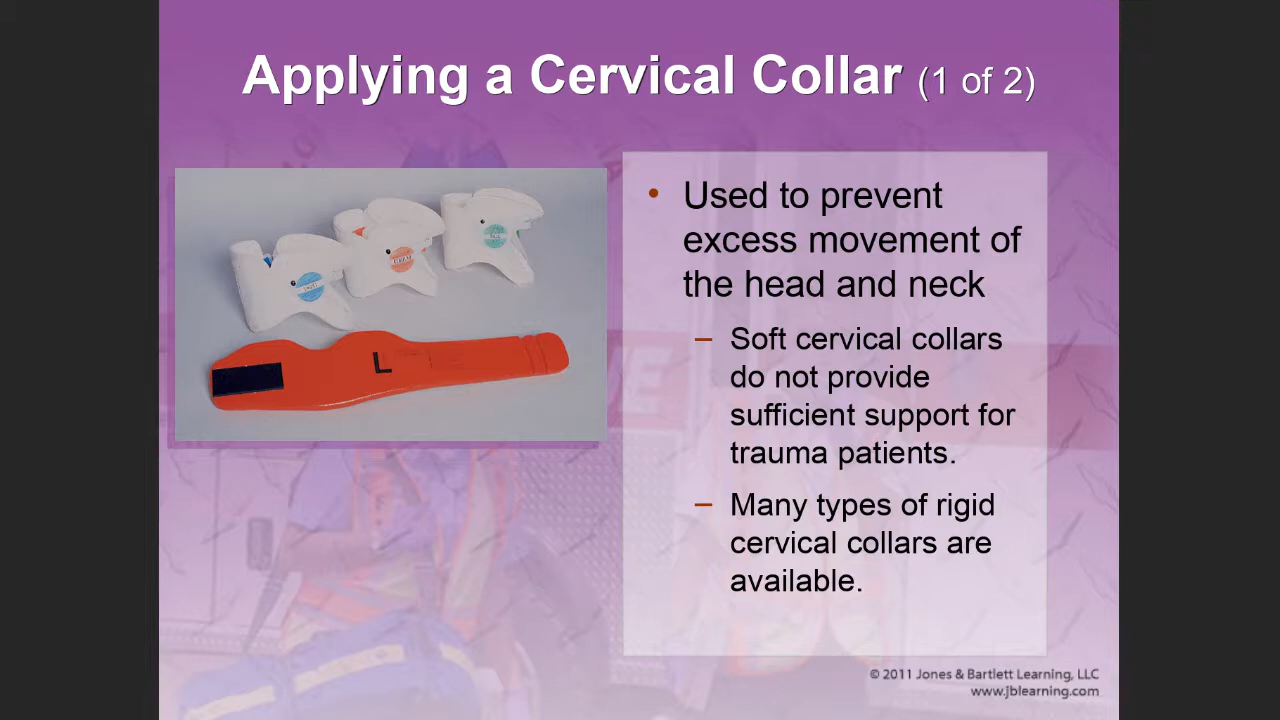 Applying a Cervical Collar (1 of 2)
• Used to prevent
excess movement of
the head and neck
– Soft cervical collars
do not provide
sufficient support for
trauma patients.
– Many types of rigid
cervical collars are
available.
L
© 2011 Jones & Bartlett Learning, LLC
www.jblearning.com